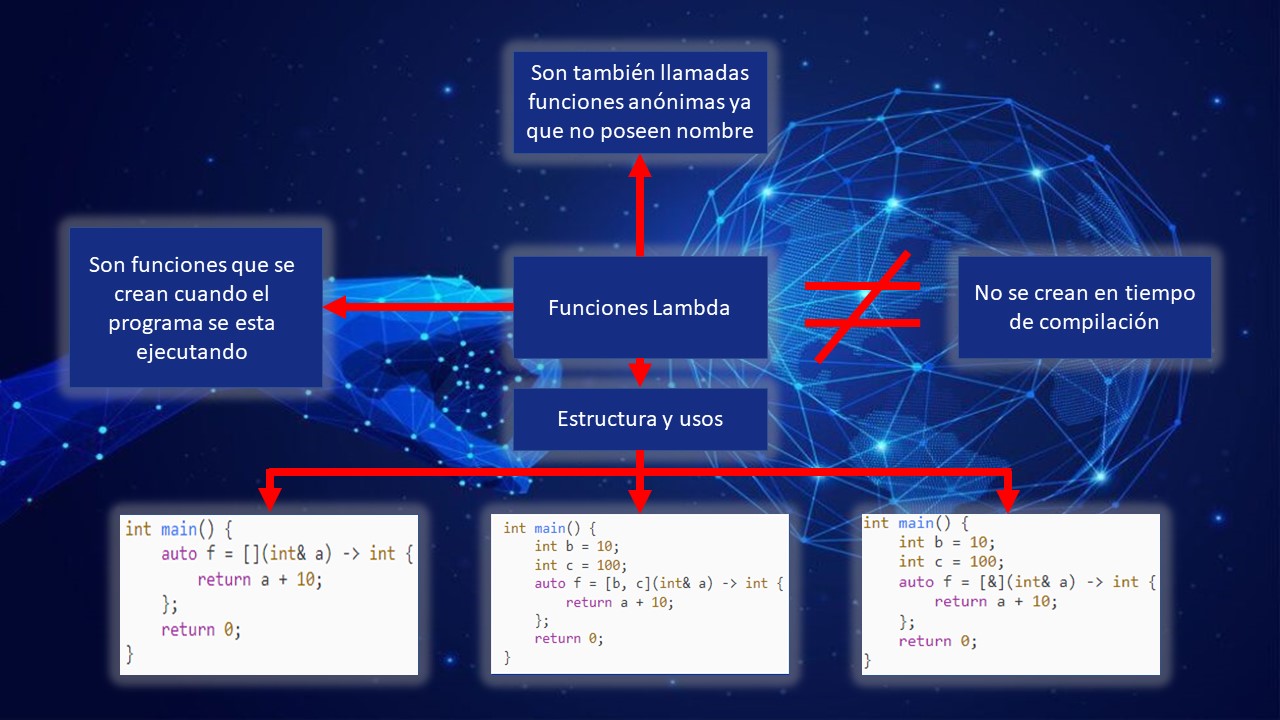 Son también llamadas
funciones anónimas ya
que no poseen nombre
Son funciones que se
crean cuando el
programa se esta
ejecutando
Funciones Lambda
No se crean en tiempo
de compilación
Estructura y usos
int main() {
    auto f = [](int& a) -> int {
        return a + 10;
    };
    return 0;
}
int main() {
    int b = 10;
    int c = 100;
    auto f = [b, c](int& a) -> int {
        return a + 10;
    };
    return 0;
}
int main() {
    int b = 10;
    int c = 100;
    auto f = [&](int& a) -> int {
        return a + 10;
    };
    return 0;
}